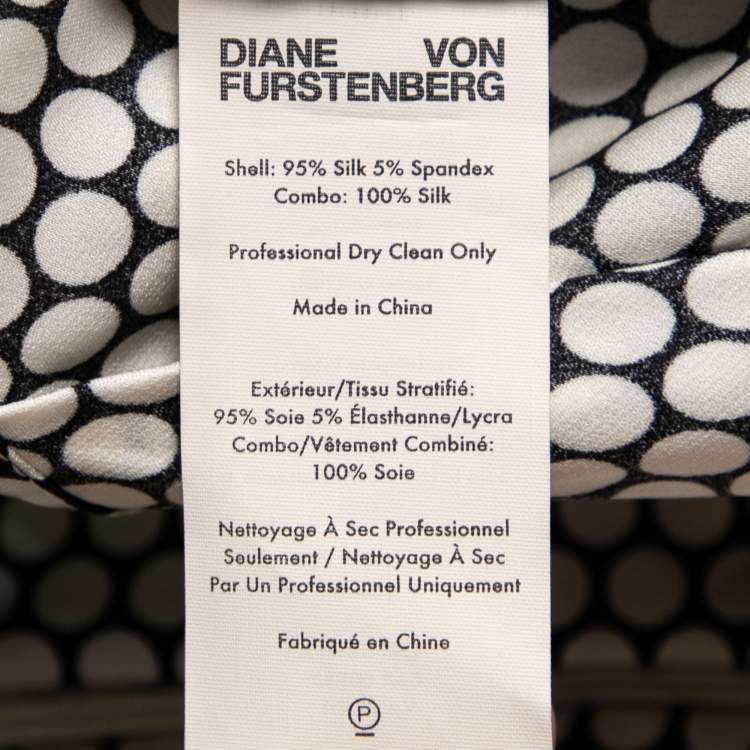 DIANE VON
FURSTENBERG
Shell: 95% Silk 5% Spandex
Combo: 100% Silk
Professional Dry Clean Only
Made in China
Extérieur/Tissu Stratifié:
95% Soie 5% Élasthanne/Lycra
Combo/Vêtement Combiné:
100% Soie
Nettoyage À Sec Professionnel
Seulement / Nettoyage À Sec
Par Un Professionnel Uniquement
Fabriqué en Chine
P